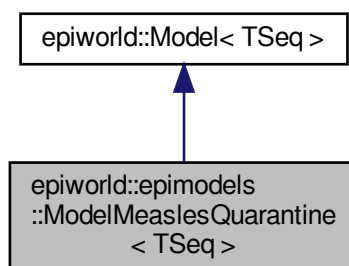 epiworld::Model< TSeq >
epiworld::epimodels
::ModelMeaslesQuarantine
< TSeq >